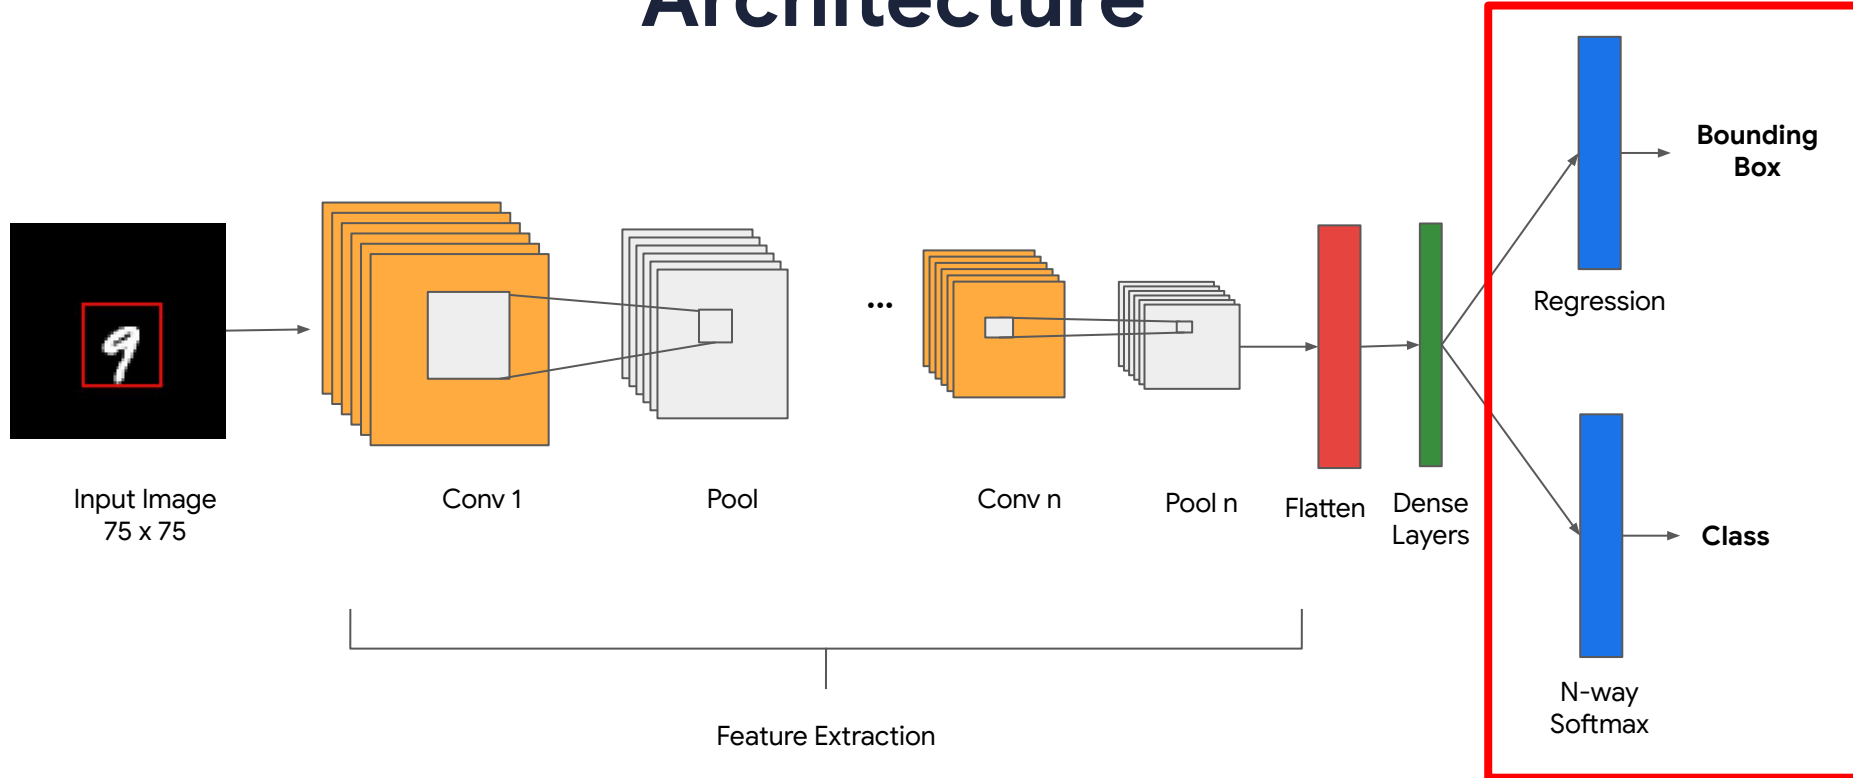 Architecture
Bounding
Box
Regression
...
9
Input Image
75 x 75
Conv 1
Pool
Conv n
Pool n
Flatten
Dense
Layers
Class
N-way
Softmax
Feature Extraction